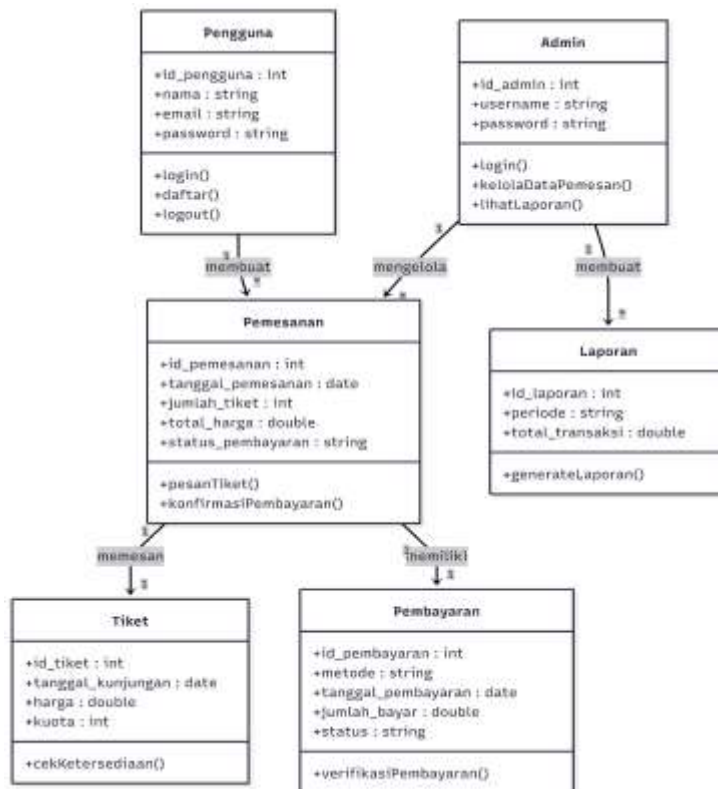 Pengguna
+id_pengguna : int
+nama : string
+email : string
+password : string
+login()
+daftar()
+logout()
Admin
+id_admin : int
+username : string
+password : string
+login()
+kelolaDataPemesan()
+lihatLaporan()
1
membuat
*
1
mengelola
*
1
membuat
*
Pemesanan
+id_pemesanan : int
+tanggal_pemesanan : date
+jumlah_tiket : int
+total_harga : double
+status_pembayaran : string
+pesanTiket()
+konfirmasiPembayaran()
Laporan
+id_laporan : int
+periode : string
+total_transaksi : double
+generateLaporan()
1
memesan
1
1
memiliki
1
Tiket
+id_tiket : int
+tanggal_kunjungan : date
+harga : double
+kuota : int
+cekKetersediaan()
Pembayaran
+id_pembayaran : int
+metode : string
+tanggal_pembayaran : date
+jumlah_bayar : double
+status : string
+verifikasiPembayaran()